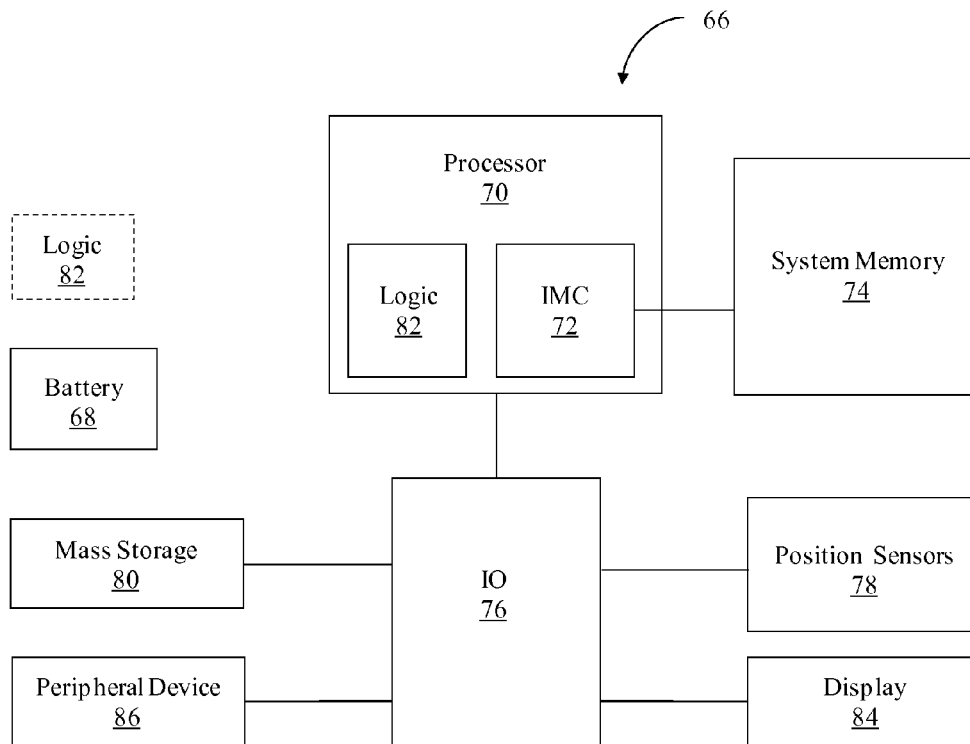 66
Processor
70
Logic
82
IMC
72
System Memory
74
Logic
82
Battery
68
Mass Storage
80
IO
76
Position Sensors
78
Peripheral Device
86
Display
84